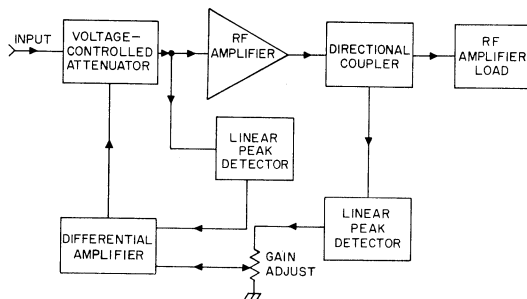 INPUT
VOLTAGE-
CONTROLLED
ATTENUATOR
RF
AMPLIFIER
DIRECTIONAL
COUPLER
RF
AMPLIFIER
LOAD
LINEAR
PEAK
DETECTOR
LINEAR
PEAK
DETECTOR
DIFFERENTIAL
AMPLIFIER
GAIN
ADJUST